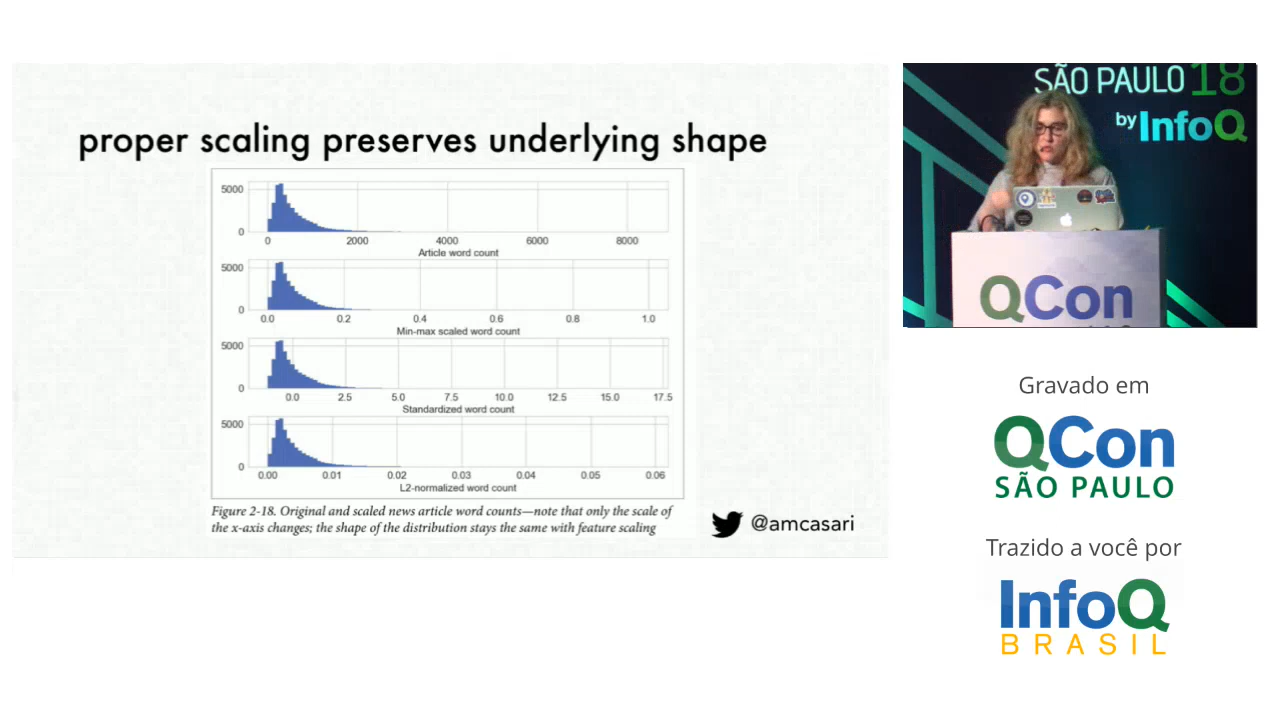 proper scaling preserves underlying shape
5000
0
0 2000 4000 6000 8000
Article word count
5000
0
0.0 0.2 0.4 0.6 0.8 1.0
Min-max scaled word count
5000
0
0.0 2.5 5.0 7.5 10.0 12.5 15.0 17.5
Standardized word count
5000
0
0.00 0.01 0.02 0.03 0.04 0.05 0.06
L2-normalized word count
Figure 2-18. Original and scaled news article word counts—note that only the scale of
the x-axis changes; the shape of the distribution stays the same with feature scaling
@amcasari
SÃO PAULO 18
by InfoQ
QCon
Gravado em
QCon
SÃO PAULO
Trazido a você por
InfoQ
BRASIL